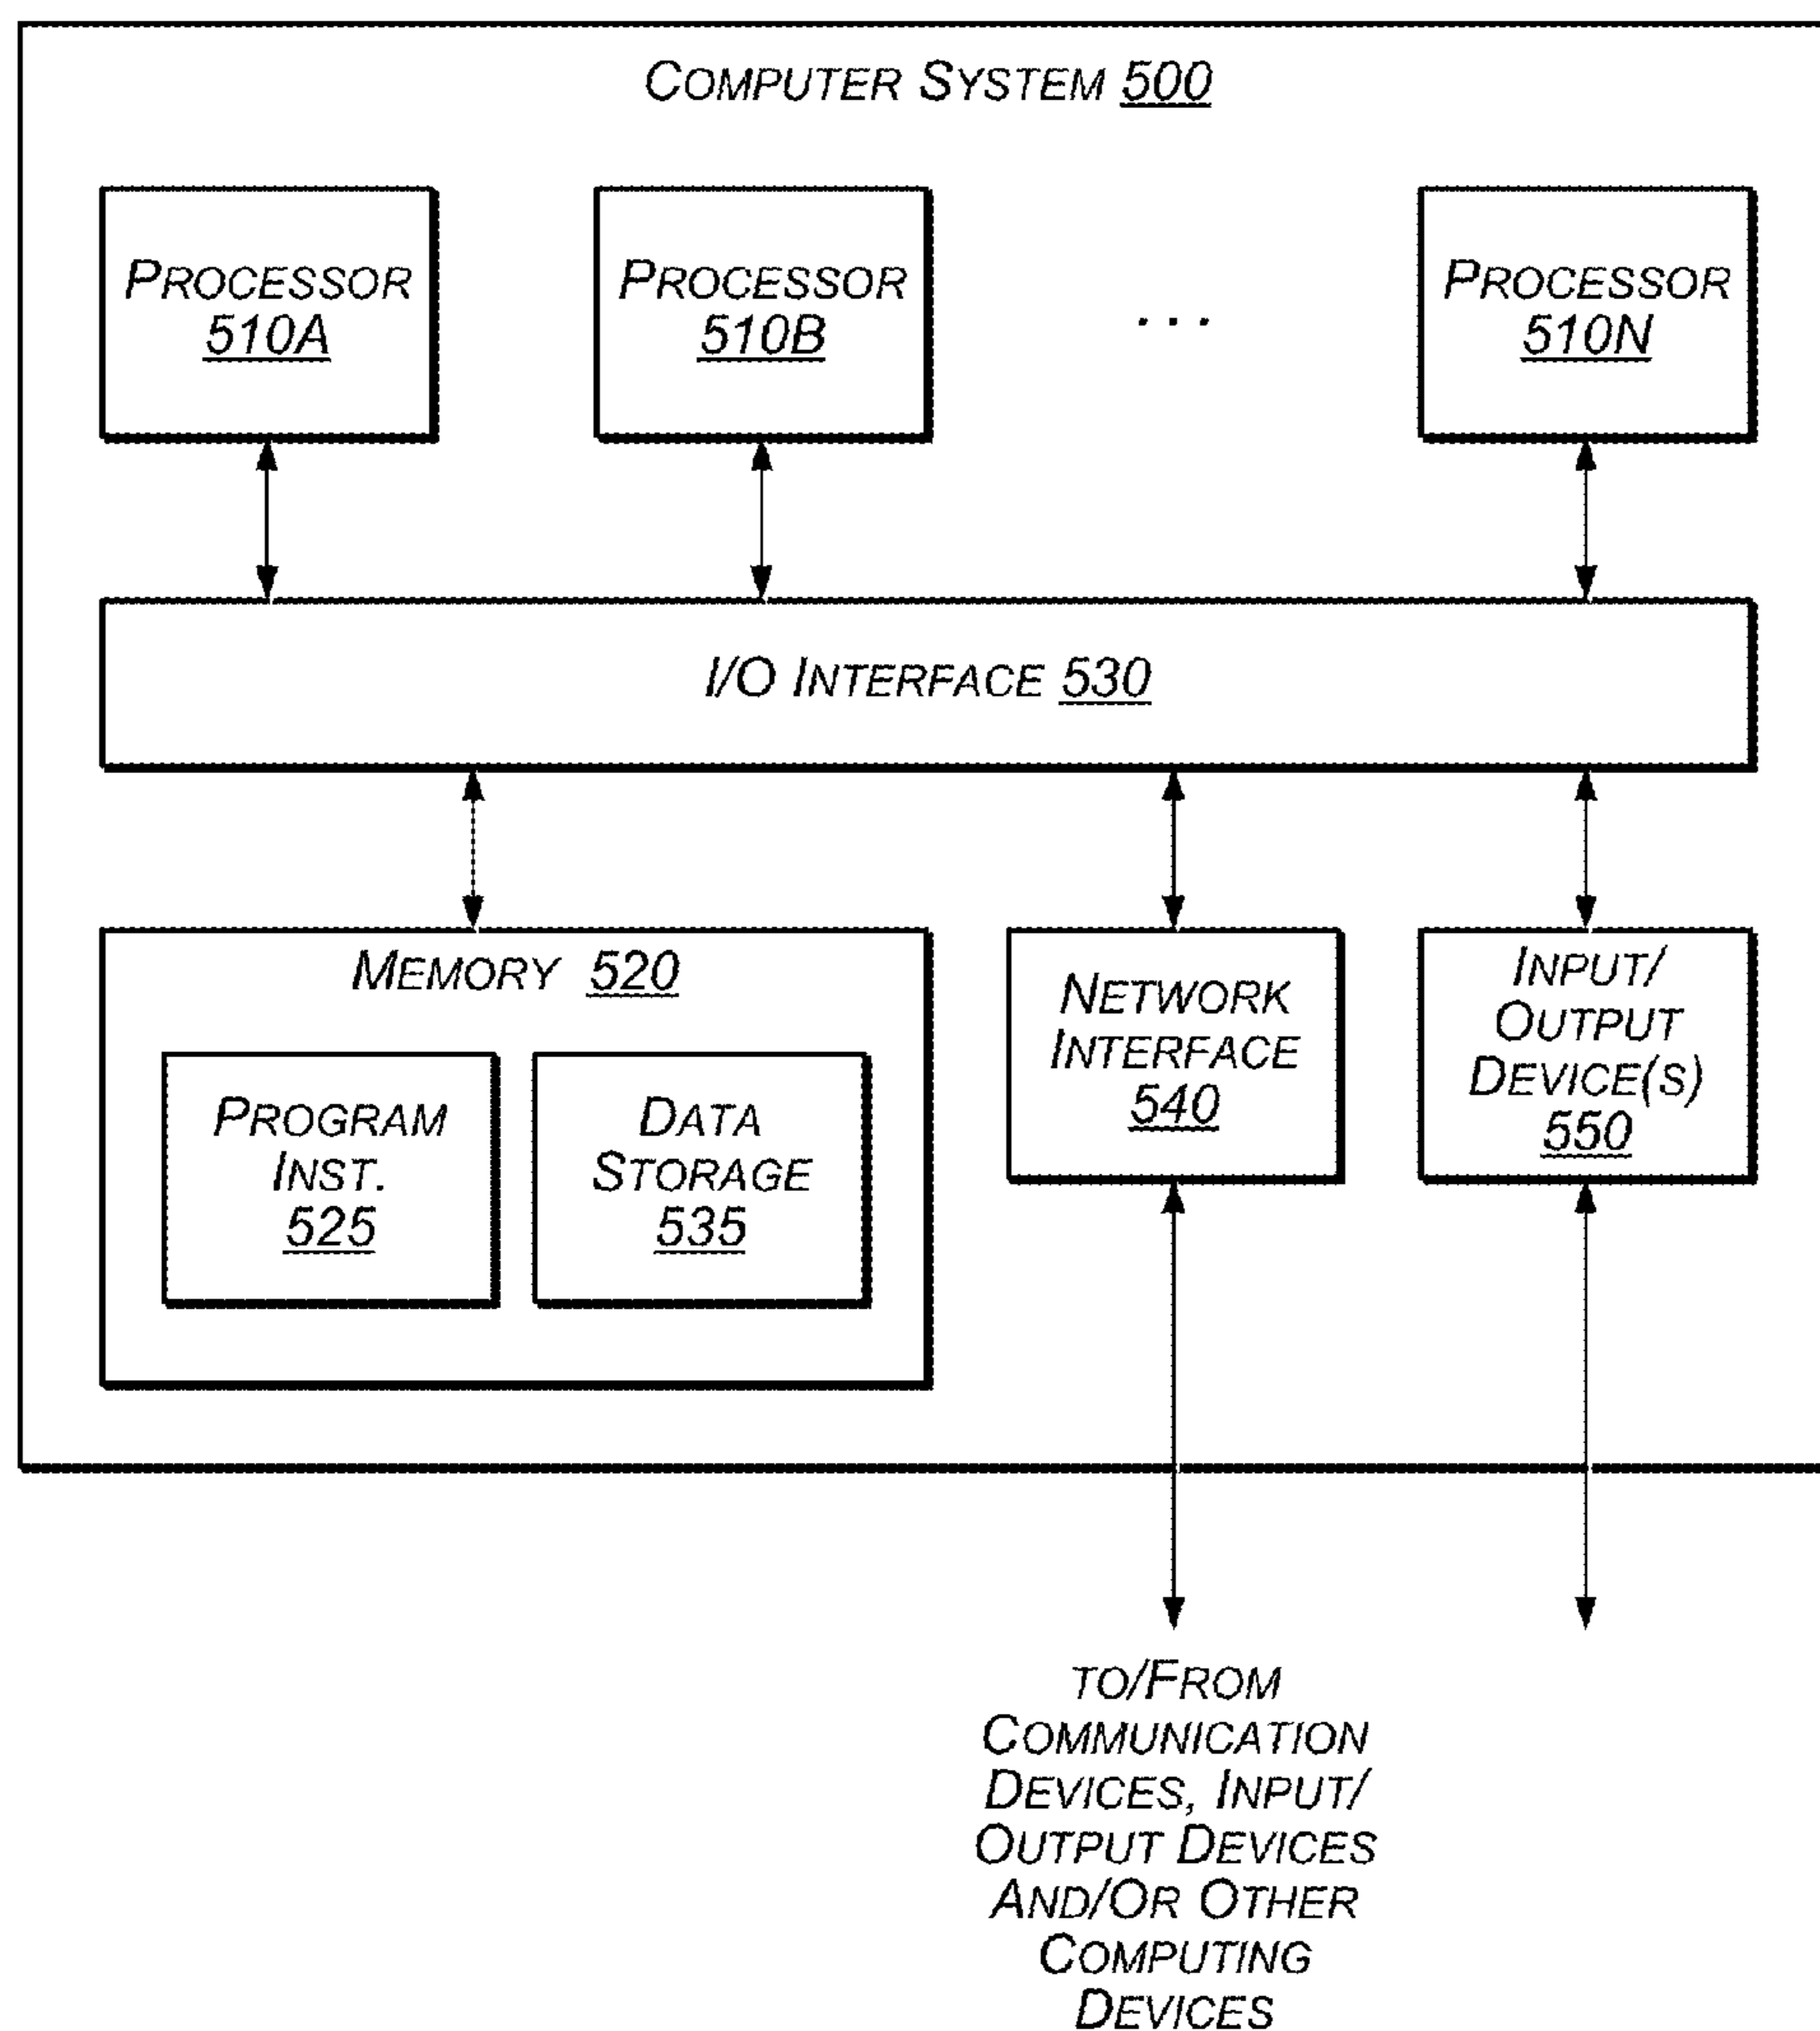 COMPUTER SYSTEM 500
PROCESSOR
510A
PROCESSOR
510B
. . .
PROCESSOR
510N
I/O INTERFACE 530
MEMORY 520
PROGRAM
INST.
525
DATA
STORAGE
535
NETWORK
INTERFACE
540
INPUT/
OUTPUT
DEVICE(S)
550
TO/FROM
COMMUNICATION
DEVICES, INPUT/
OUTPUT DEVICES
AND/OR OTHER
COMPUTING
DEVICES